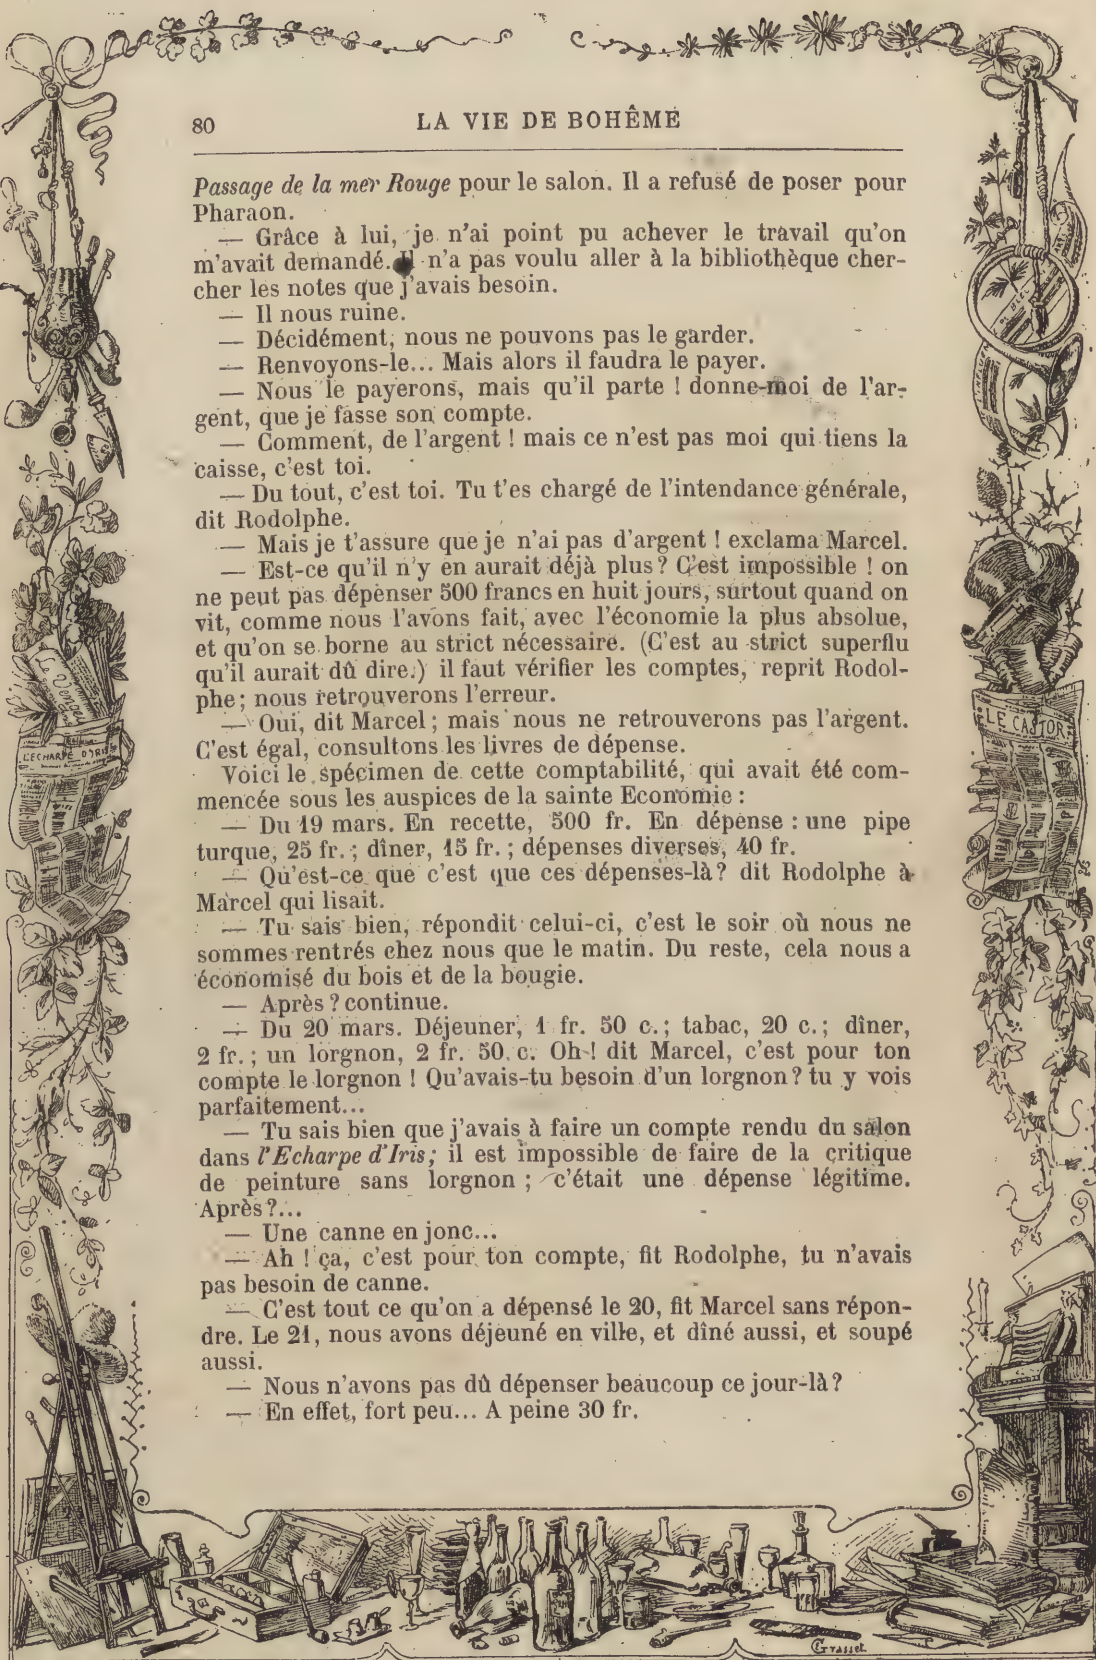 80
LA VIE DE BOHÊME
Passage de la mer Rouge pour le salon. Il a refusé de poser pour
Pharaon.
— Grâce à lui, je n'ai point pu achever le travail qu'on
m'avait demandé. Il n'a pas voulu aller à la bibliothèque cher-
cher les notes que j'avais besoin.
— Il nous ruine.
— Décidément, nous ne pouvons pas le garder.
— Renvoyons-le... Mais alors il faudra le payer.
— Nous le payerons, mais qu'il parte ! donne-moi de l'ar-
gent, que je fasse son compte.
— Comment, de l'argent ! mais ce n'est pas moi qui tiens la
caisse, c'est toi.
— Du tout, c'est toi. Tu t'es chargé de l'intendance générale,
dit Rodolphe.
— Mais je t'assure que je n'ai pas d'argent ! exclama Marcel.
— Est-ce qu'il n'y en aurait déjà plus ? C'est impossible ! on
ne peut pas dépenser 500 francs en huit jours, surtout quand on
vit, comme nous l'avons fait, avec l'économie la plus absolue,
et qu'on se borne au strict nécessaire. (C'est au strict superflu
qu'il aurait dû dire.) il faut vérifier les comptes, reprit Rodol-
phe ; nous retrouverons l'erreur.
— Oui, dit Marcel ; mais nous ne retrouverons pas l'argent.
C'est égal, consultons les livres de dépense.
Voici le spécimen de cette comptabilité, qui avait été com-
mencée sous les auspices de la sainte Economie :
— Du 19 mars. En recette, 500 fr. En dépense : une pipe
turque, 25 fr. ; dîner, 15 fr. ; dépenses diverses, 40 fr.
— Qu'est-ce que c'est que ces dépenses-là ? dit Rodolphe à
Marcel qui lisait.
— Tu sais bien, répondit celui-ci, c'est le soir où nous ne
sommes rentrés chez nous que le matin. Du reste, cela nous a
économisé du bois et de la bougie.
— Après ? continue.
— Du 20 mars. Déjeuner, 1 fr. 50 c. ; tabac, 20 c. ; dîner,
2 fr. ; un lorgnon, 2 fr. 50 c. Oh ! dit Marcel, c'est pour ton
compte le lorgnon ! Qu'avais-tu besoin d'un lorgnon ? tu y vois
parfaitement...
— Tu sais bien que j'avais à faire un compte rendu du salon
dans l'Echarpe d'Iris ; il est impossible de faire de la critique
de peinture sans lorgnon ; c'était une dépense légitime.
Après ?...
— Une canne en jonc...
— Ah ! ça, c'est pour ton compte, fit Rodolphe, tu n'avais
pas besoin de canne.
— C'est tout ce qu'on a dépensé le 20, fit Marcel sans répon-
dre. Le 21, nous avons déjeuné en ville, et dîné aussi, et soupé
aussi.
— Nous n'avons pas dû dépenser beaucoup ce jour-là ?
— En effet, fort peu... A peine 30 fr.
Le Vengeur
L'ECHARPE D'IRIS
LE CASTOR
Grasset